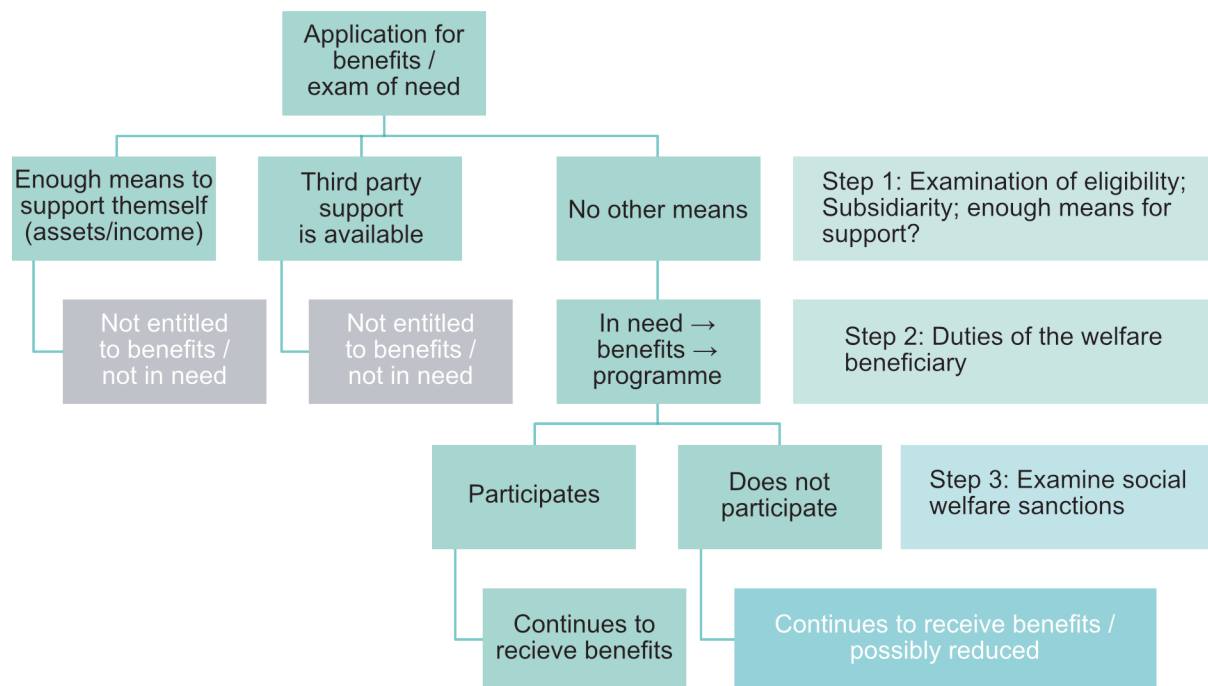 Application for
benefits /
exam of need
Enough means to
support themself
(assets/income)
Third party
support
is available
No other means
Step 1: Examination of eligibility;
Subsidiarity; enough means for
support?
Not entitled
to benefits /
not in need
Not entitled
to benefits /
not in need
In need →
benefits →
programme
Step 2: Duties of the welfare
beneficiary
Participates
Does not
participate
Step 3: Examine social
welfare sanctions
Continues to
recieve benefits
Continues to receive benefits /
possibly reduced